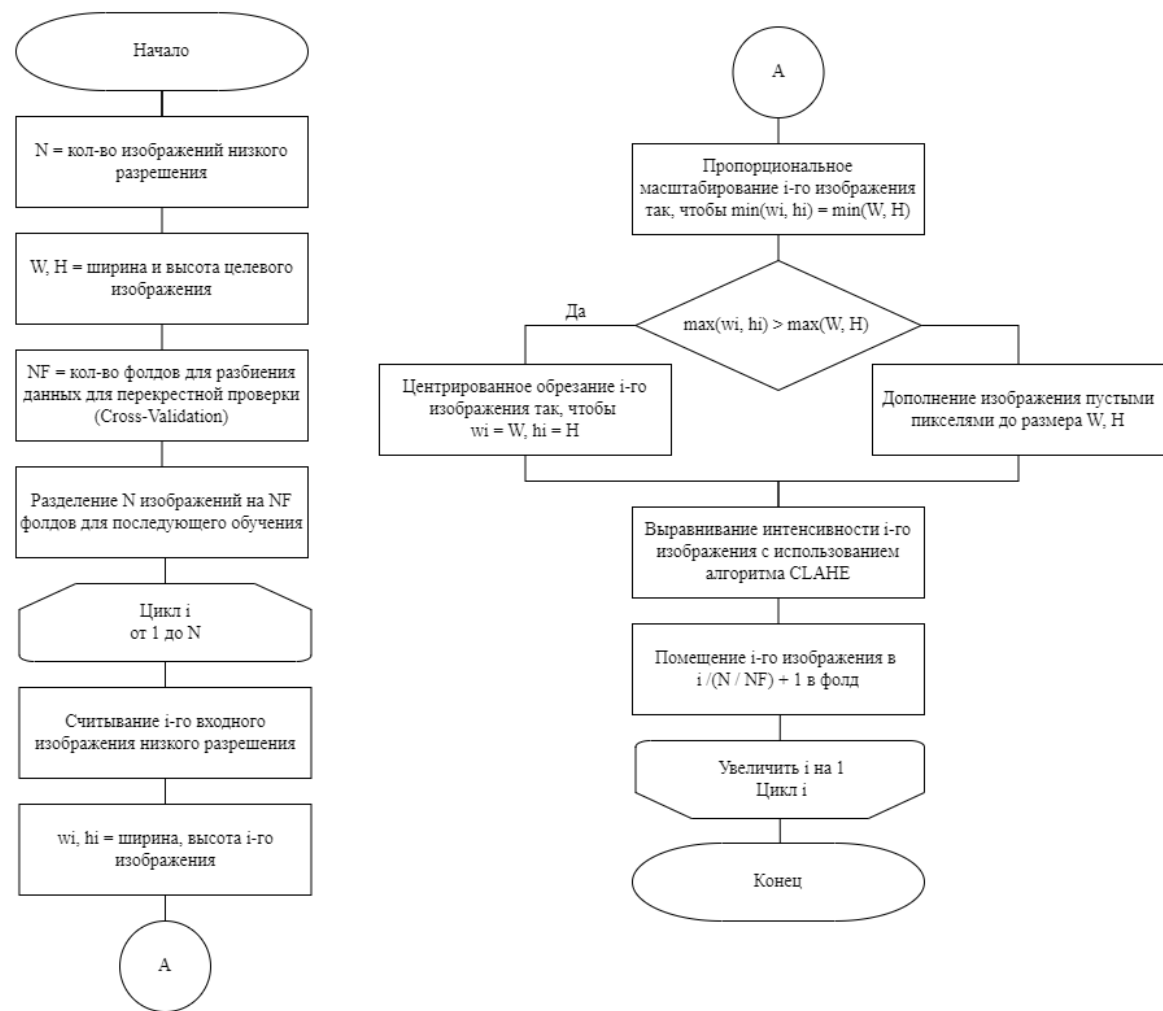 Начало
N = кол-во изображений низкого
разрешения
W, H = ширина и высота целевого
изображения
NF = кол-во фолдов для разбиения
данных для перекрестной проверки
(Cross-Validation)
Разделение N изображений на NF
фолдов для последующего обучения
Цикл i
от 1 до N
Считывание i-го входного
изображения низкого разрешения
wi, hi = ширина, высота i-го
изображения
A
A
Пропорциональное
масштабирование i-го изображения
так, чтобы min(wi, hi) = min(W, H)
max(wi, hi) > max(W, H)
Да
Центрированное обрезание i-го
изображения так, чтобы
wi = W, hi = H
Дополнение изображения пустыми
пикселями до размера W, H
Выравнивание интенсивности i-го
изображения с использованием
алгоритма CLAHE
Помещение i-го изображения в
i /(N / NF) + 1 в фолд
Увеличить i на 1
Цикл i
Конец